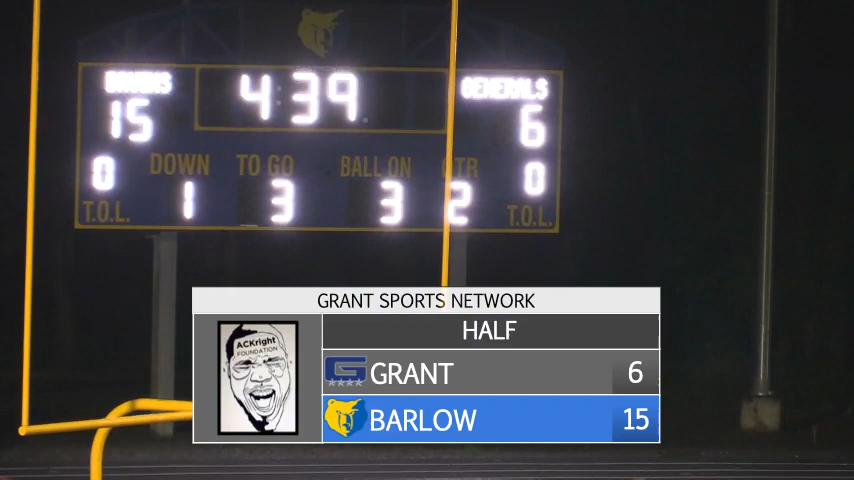 BRUINS
4:39
GENERALS
15
6
0
DOWN
TO GO
BALL ON
QTR
0
T.O.L.
1
3
3
2
T.O.L.
GRANT SPORTS NETWORK
HALF
ACKright
FOUNDATION
G
GRANT
6
BARLOW
15